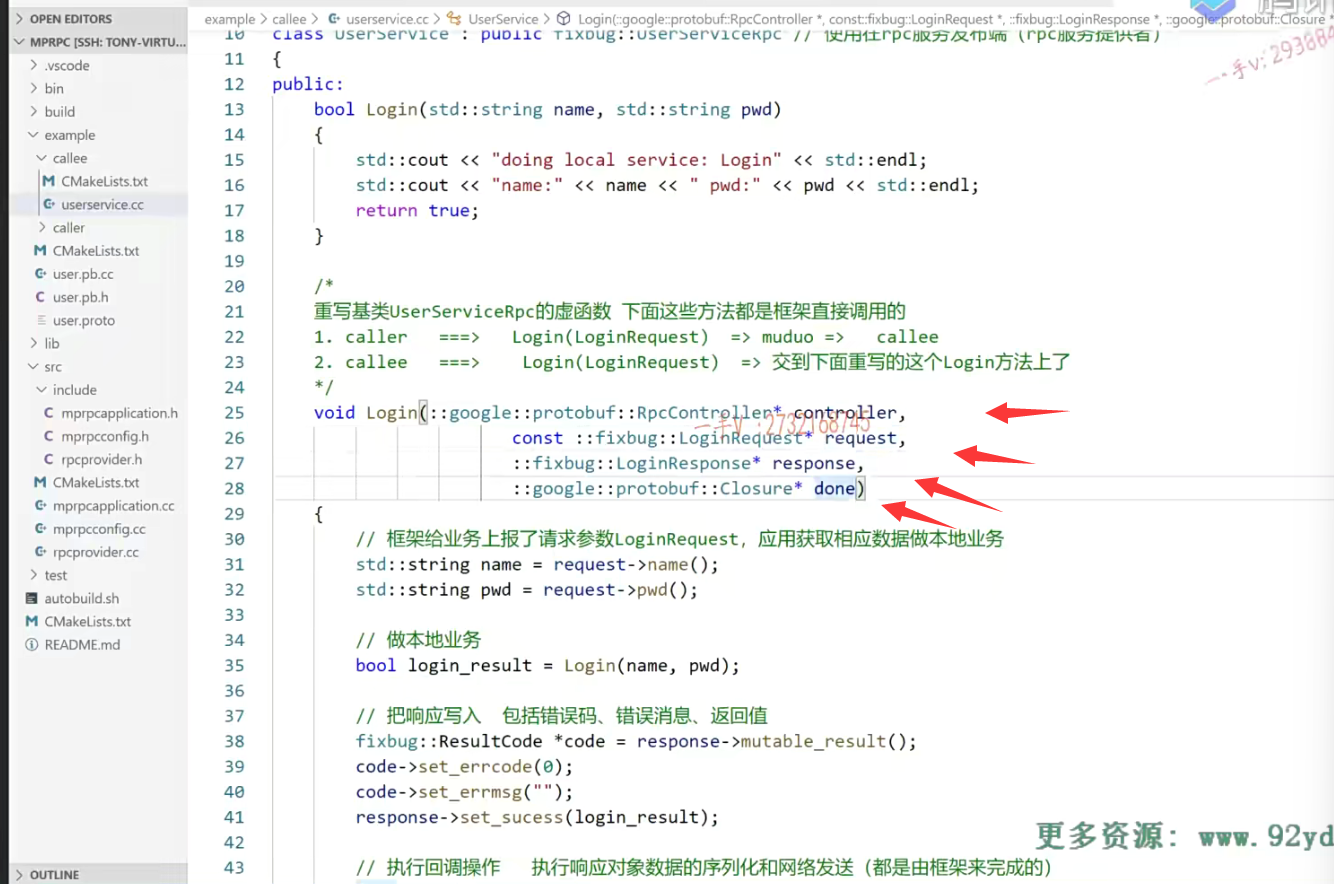 OPEN EDITORS
MPRPC [SSH: TONY-VIRTU...
.vscode
bin
build
example
callee
CMakeLists.txt
userservice.cc
caller
CMakeLists.txt
user.pb.cc
user.pb.h
user.proto
lib
src
include
mprpcapplication.h
mprpcconfig.h
rpcprovider.h
CMakeLists.txt
mprpcapplication.cc
mprpcconfig.cc
rpcprovider.cc
test
autobuild.sh
CMakeLists.txt
README.md
OUTLINE
example > callee > userservice.cc > UserService > Login(::google::protobuf::RpcController *, const::fixbug::LoginRequest *, ::fixbug::LoginResponse *, ::google::protobuf::Closure *
10 class UserService : public fixbug::UserServiceRpc // 使用在rpc服务发布端（rpc服务提供者）
11 {
12 public:
13 bool Login(std::string name, std::string pwd)
14 {
15 std::cout << "doing local service: Login" << std::endl;
16 std::cout << "name:" << name << " pwd:" << pwd << std::endl;
17 return true;
18 }
19
20 /*
21 重写基类UserServiceRpc的虚函数 下面这些方法都是框架直接调用的
22 1. caller ===> Login(LoginRequest) => muduo => callee
23 2. callee ===> Login(LoginRequest) => 交到下面重写的这个Login方法上了
24 */
25 void Login(::google::protobuf::RpcController* controller,
26 const ::fixbug::LoginRequest* request,
27 ::fixbug::LoginResponse* response,
28 ::google::protobuf::Closure* done)
29 {
30 // 框架给业务上报了请求参数LoginRequest，应用获取相应数据做本地业务
31 std::string name = request->name();
32 std::string pwd = request->pwd();
33
34 // 做本地业务
35 bool login_result = Login(name, pwd);
36
37 // 把响应写入 包括错误码、错误消息、返回值
38 fixbug::ResultCode *code = response->mutable_result();
39 code->set_errcode(0);
40 code->set_errmsg("");
41 response->set_sucess(login_result);
42
43 // 执行回调操作 执行响应对象数据的序列化和网络发送（都是由框架来完成的）
一手V:2732168745
更多资源: www.92yd